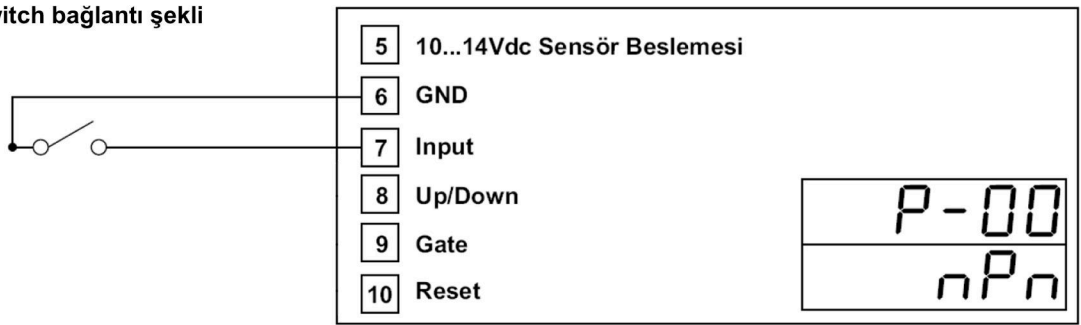 bağlantı şekli
5 10...14Vdc Sensör Beslemesi
6 GND
7 Input
8 Up/Down
9 Gate
10 Reset
P-00
nPn